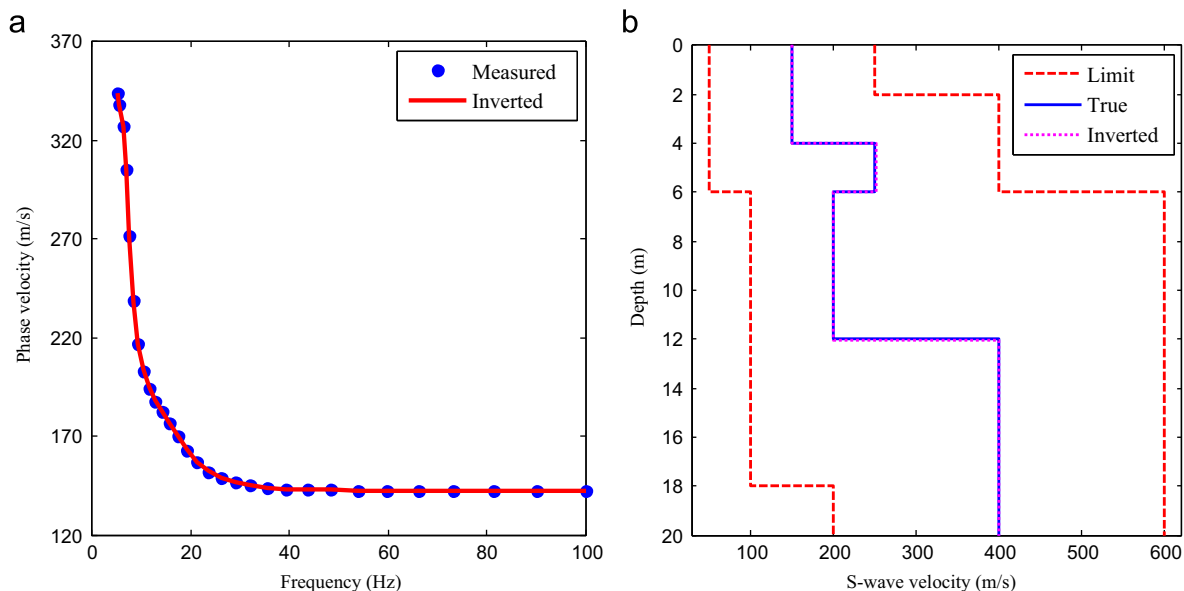 a
370
320
270
220
170
120
Phase velocity (m/s)
0
20
40
60
80
100
Frequency (Hz)
Measured
Inverted
b
0
2
4
6
8
10
12
14
16
18
20
Depth (m)
100
200
300
400
500
600
S-wave velocity (m/s)
Limit
True
Inverted